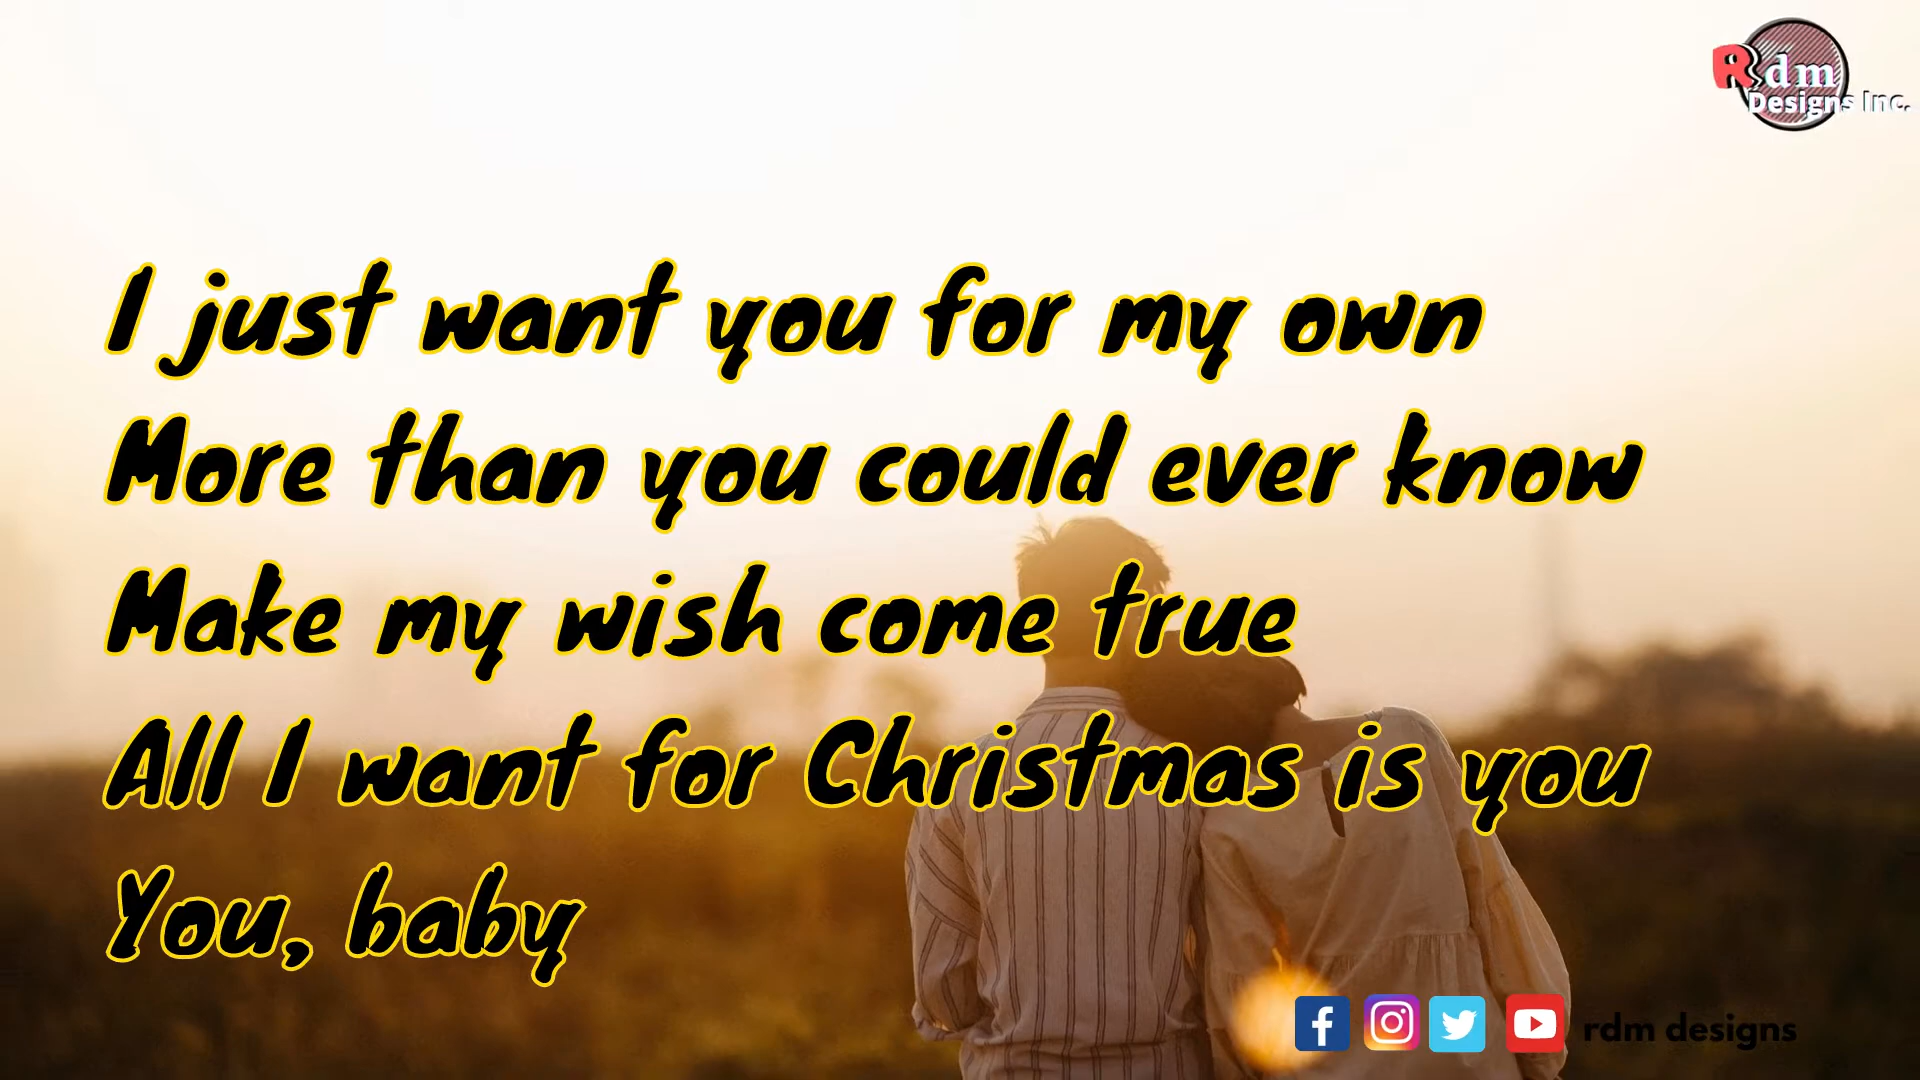 Rdm
Designs Inc.
I just want you for my own
More than you could ever know
Make my wish come true
All I want for Christmas is you
You, baby
rdm designs